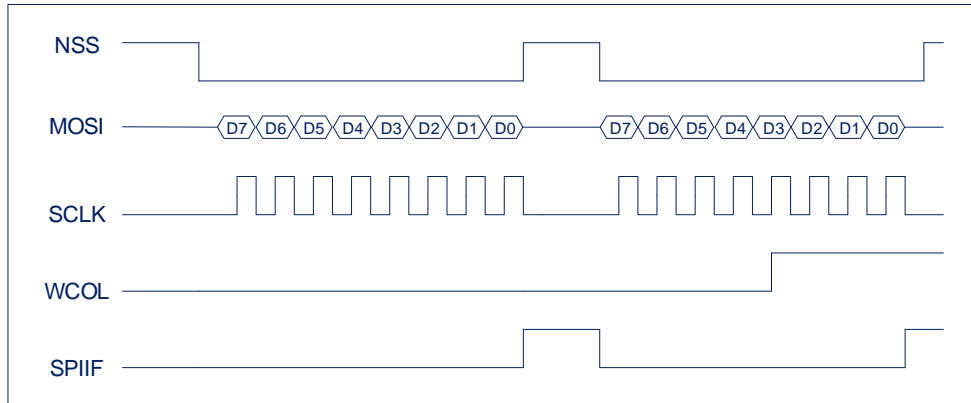 NSS
MOSI D7 D6 D5 D4 D3 D2 D1 D0 D7 D6 D5 D4 D3 D2 D1 D0
SCLK
WCOL
SPIIF